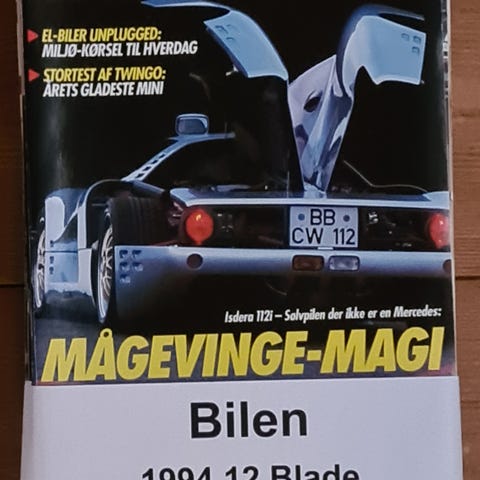 EL-BILER UNPLUGGED:
MILJØ-KØRSEL TIL HVERDAG
STORTEST AF TWINGO:
ÅRETS GLADESTE MINI
BB
CW 112
Isdera 112i – Sølvpilen der ikke er en Mercedes:
MÅGEVINGE-MAGI
Bilen
1994 12 Blade